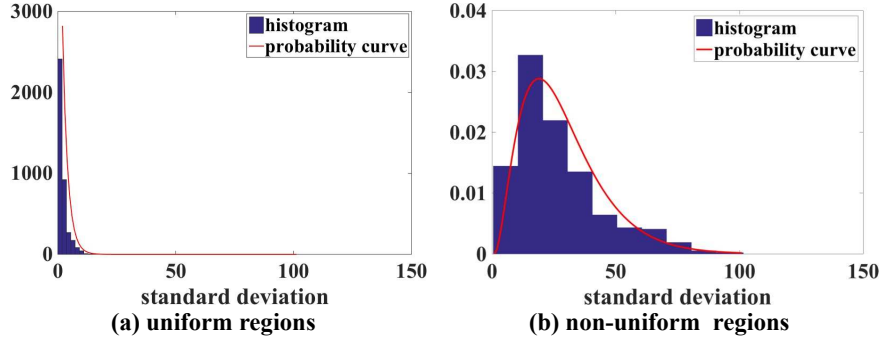 3000
2000
1000
0
0
50
100
150
histogram
probability curve
standard deviation
(a) uniform regions
0.04
0.03
0.02
0.01
0
0
50
100
150
histogram
probability curve
standard deviation
(b) non-uniform regions